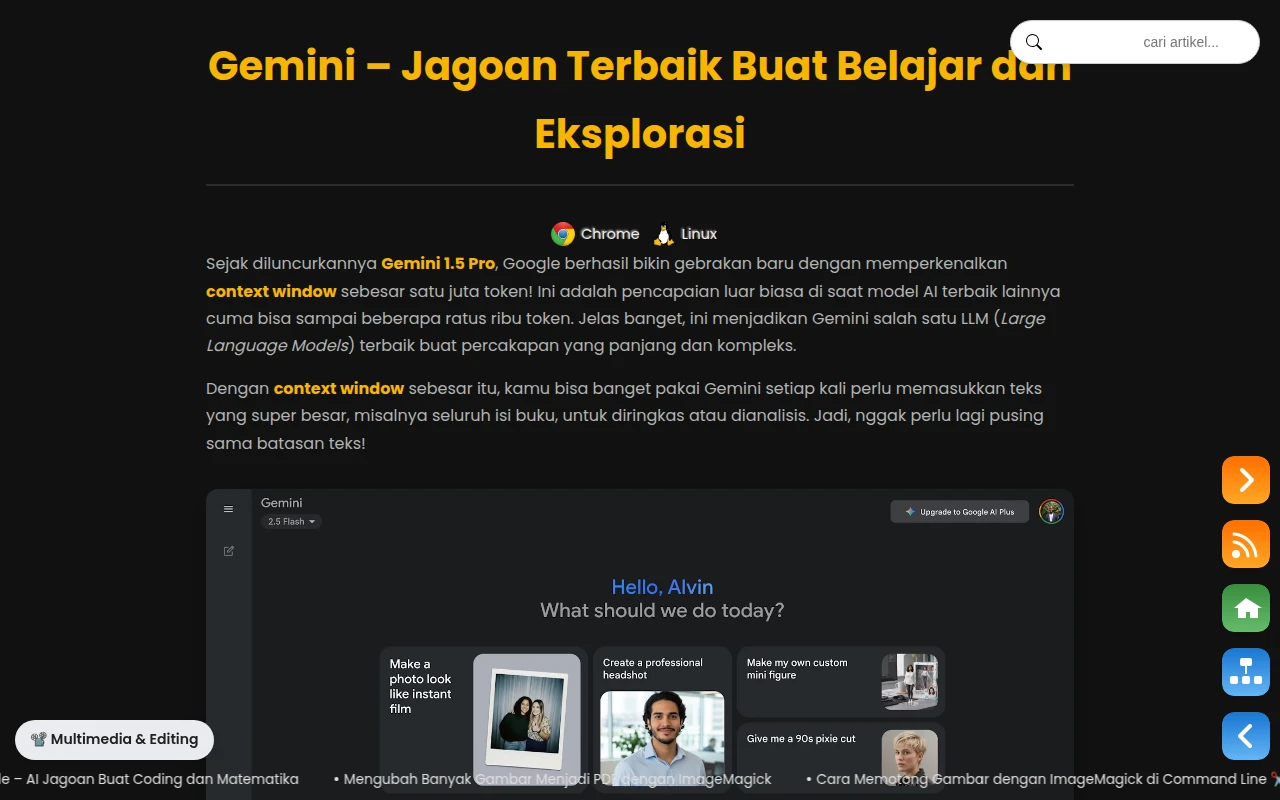 cari artikel...
Gemini – Jagoan Terbaik Buat Belajar dan
Eksplorasi
Chrome Linux
Sejak diluncurkannya Gemini 1.5 Pro, Google berhasil bikin gebrakan baru dengan memperkenalkan
context window sebesar satu juta token! Ini adalah pencapaian luar biasa di saat model AI terbaik lainnya
cuma bisa sampai beberapa ratus ribu token. Jelas banget, ini menjadikan Gemini salah satu LLM (Large
Language Models) terbaik buat percakapan yang panjang dan kompleks.
Dengan context window sebesar itu, kamu bisa banget pakai Gemini setiap kali perlu memasukkan teks
yang super besar, misalnya seluruh isi buku, untuk diringkas atau dianalisis. Jadi, nggak perlu lagi pusing
sama batasan teks!
Gemini
2.5 Flash
Upgrade to Google AI Plus
Hello, Alvin
What should we do today?
Make a
photo look
like instant
film
Create a professional
headshot
Make my own custom
mini figure
Give me a 90s pixie cut
Multimedia & Editing
le – AI Jagoan Buat Coding dan Matematika • Mengubah Banyak Gambar Menjadi PDF dengan ImageMagick • Cara Memotong Gambar dengan ImageMagick di Command Line